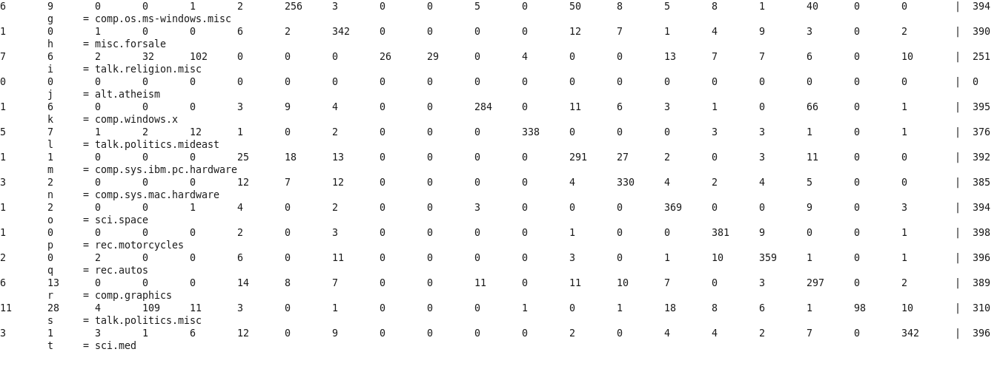 6 9 0 0 1 2 256 3 0 0 5 0 50 8 5 8 1 40 0 0 | 394
g = comp.os.ms-windows.misc
1 0 1 0 0 6 2 342 0 0 0 0 12 7 1 4 9 3 0 2 | 390
h = misc.forsale
7 6 2 32 102 0 0 0 26 29 0 4 0 0 13 7 7 6 0 10 | 251
i = talk.religion.misc
0 0 0 0 0 0 0 0 0 0 0 0 0 0 0 0 0 0 0 0 | 0
j = alt.atheism
1 6 0 0 0 3 9 4 0 0 284 0 11 6 3 1 0 66 0 1 | 395
k = comp.windows.x
5 7 1 2 12 1 0 2 0 0 0 338 0 0 0 3 3 1 0 1 | 376
l = talk.politics.mideast
1 1 0 0 0 25 18 13 0 0 0 0 291 27 2 0 3 11 0 0 | 392
m = comp.sys.ibm.pc.hardware
3 2 0 0 0 12 7 12 0 0 0 0 4 330 4 2 4 5 0 0 | 385
n = comp.sys.mac.hardware
1 2 0 0 1 4 0 2 0 0 3 0 0 0 369 0 0 9 0 3 | 394
o = sci.space
1 0 0 0 0 2 0 3 0 0 0 0 1 0 0 381 9 0 0 1 | 398
p = rec.motorcycles
2 0 2 0 0 6 0 11 0 0 0 0 3 0 1 10 359 1 0 1 | 396
q = rec.autos
6 13 0 0 0 14 8 7 0 0 11 0 11 10 7 0 3 297 0 2 | 389
r = comp.graphics
11 28 4 109 11 3 0 1 0 0 0 1 0 1 18 8 6 1 98 10 | 310
s = talk.politics.misc
3 1 3 1 6 12 0 9 0 0 0 0 2 0 4 4 2 7 0 342 | 396
t = sci.med